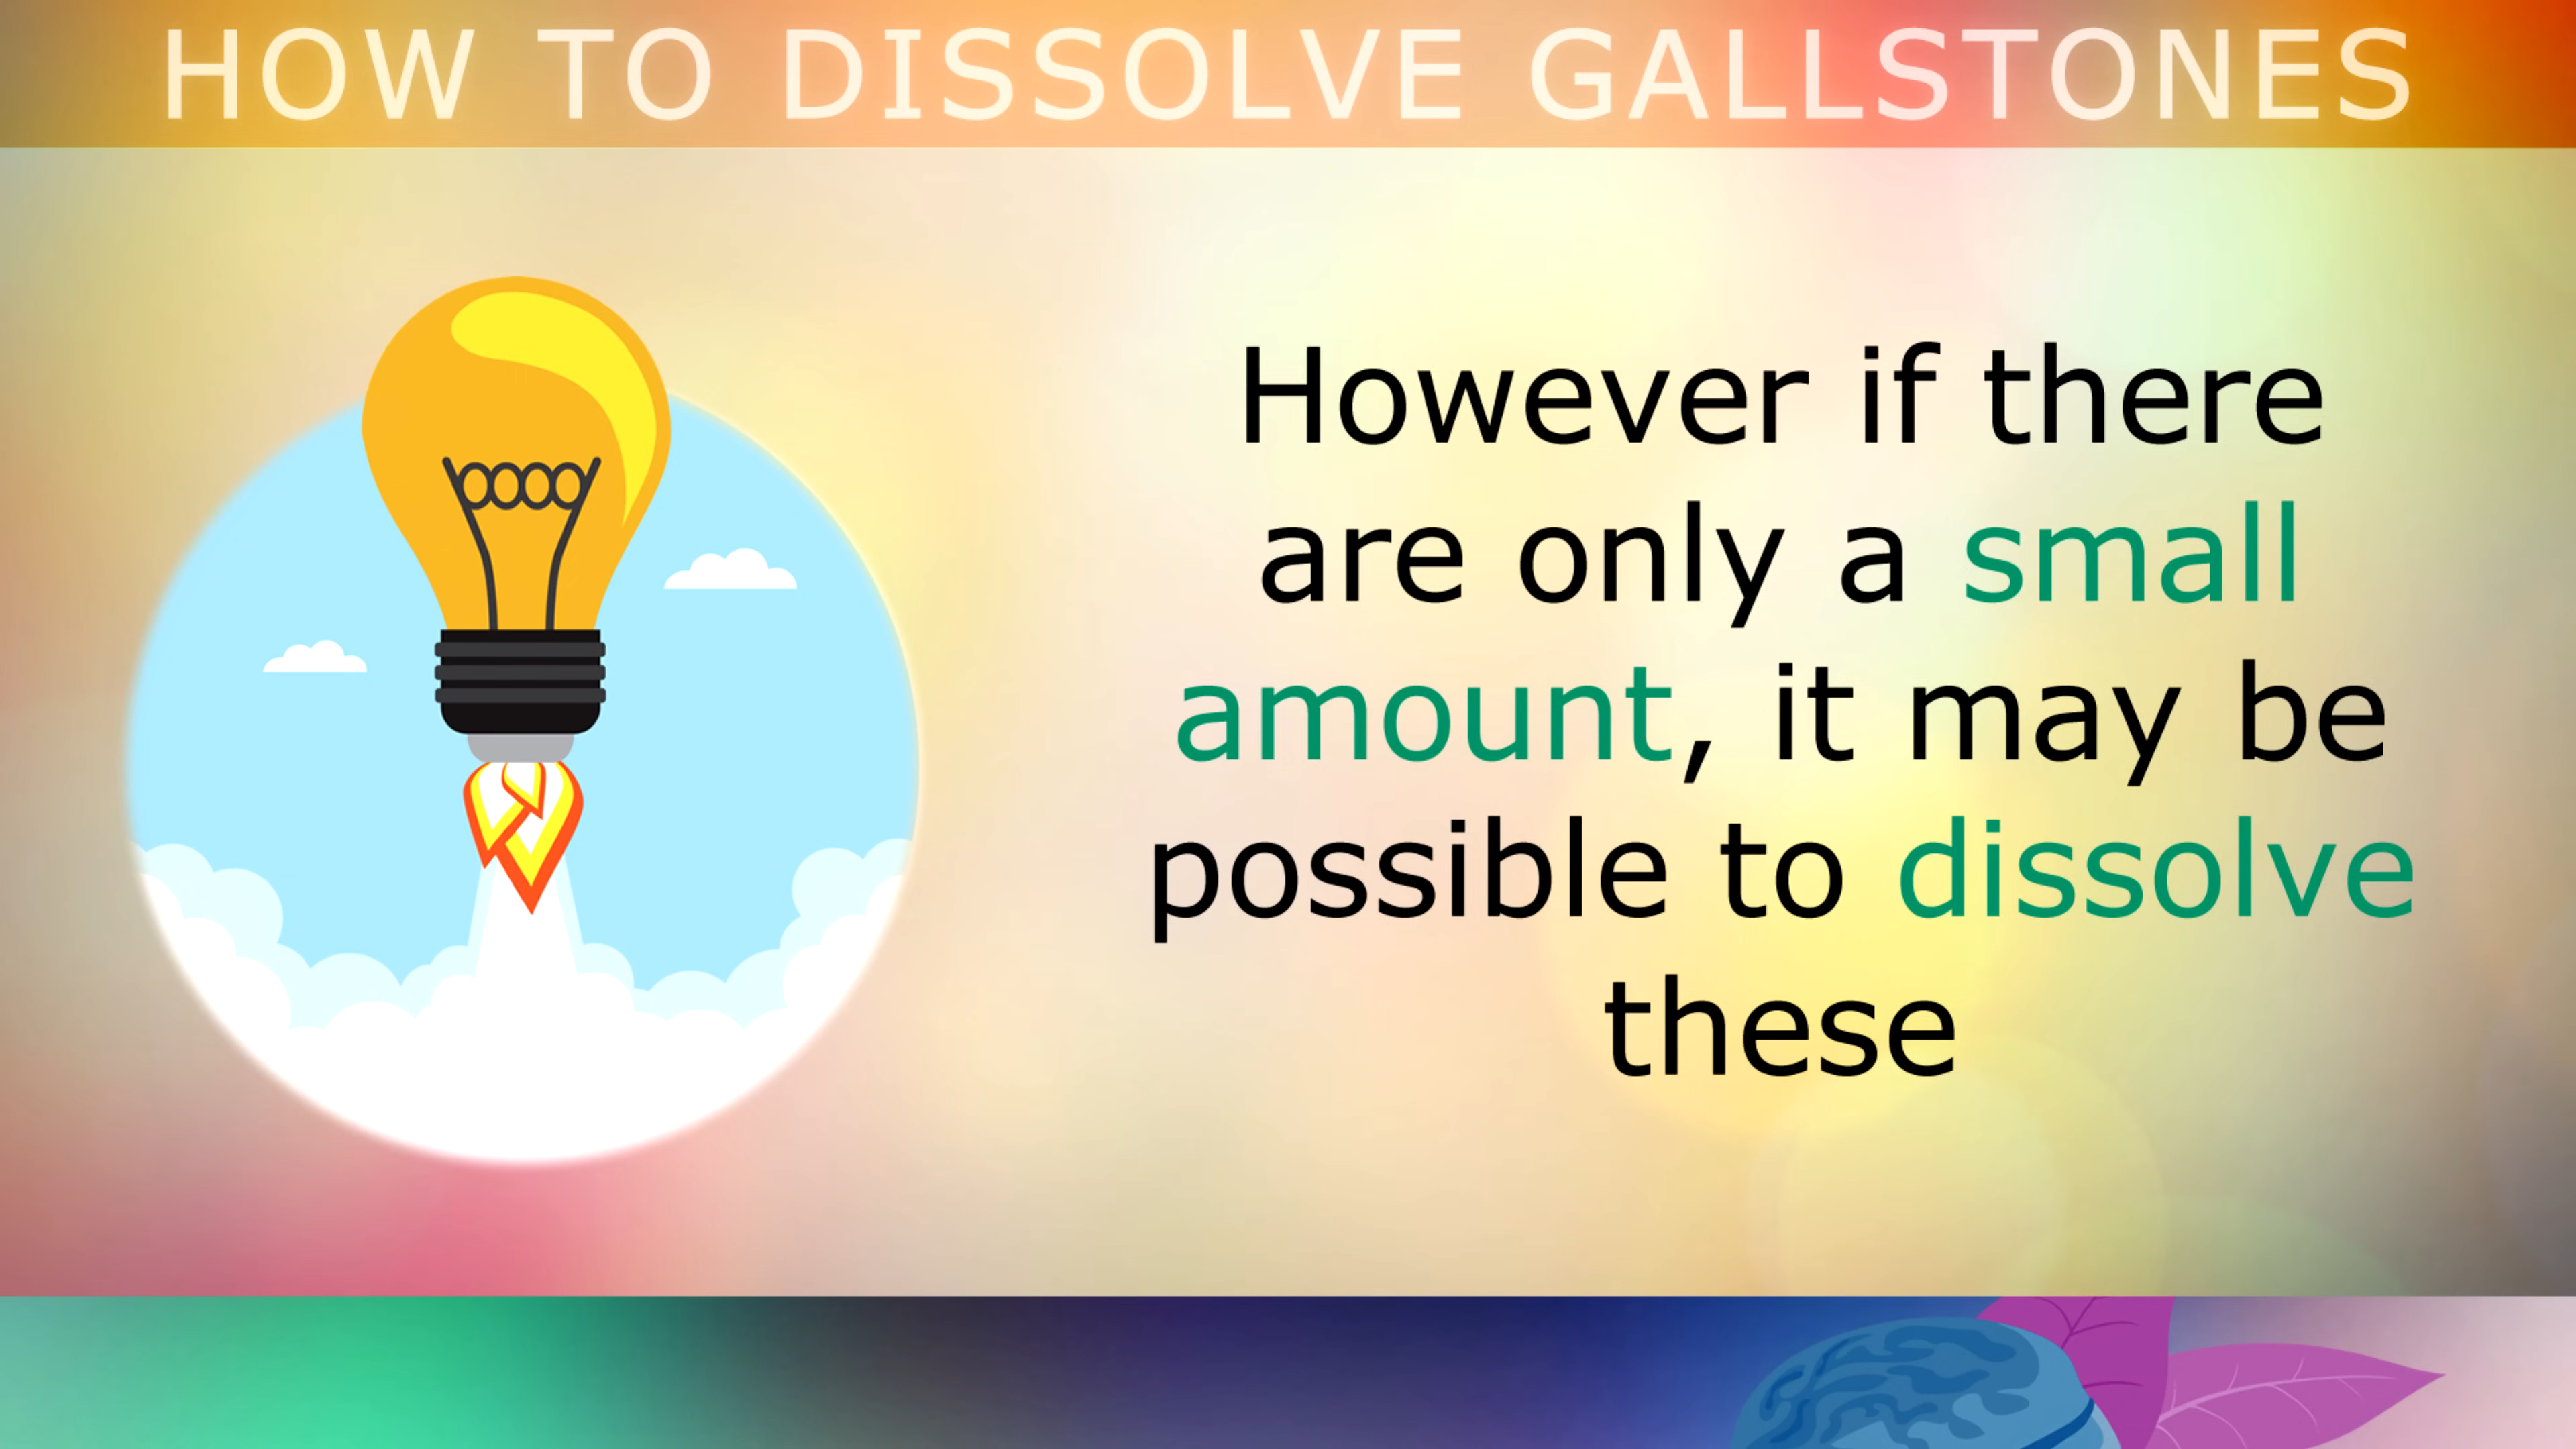 HOW TO DISSOLVE GALLSTONES
However if there
are only a small
amount, it may be
possible to dissolve
these